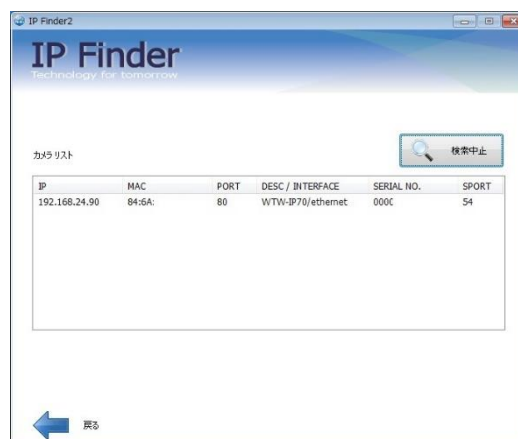 IP Finder2
IP Finder
Technology for tomorrow
検索中止
カメラ リスト
IP MAC PORT DESC / INTERFACE SERIAL NO. SPORT
192.168.24.90 84:6A: 80 WTW-IP70/ethernet 000C 54
戻る